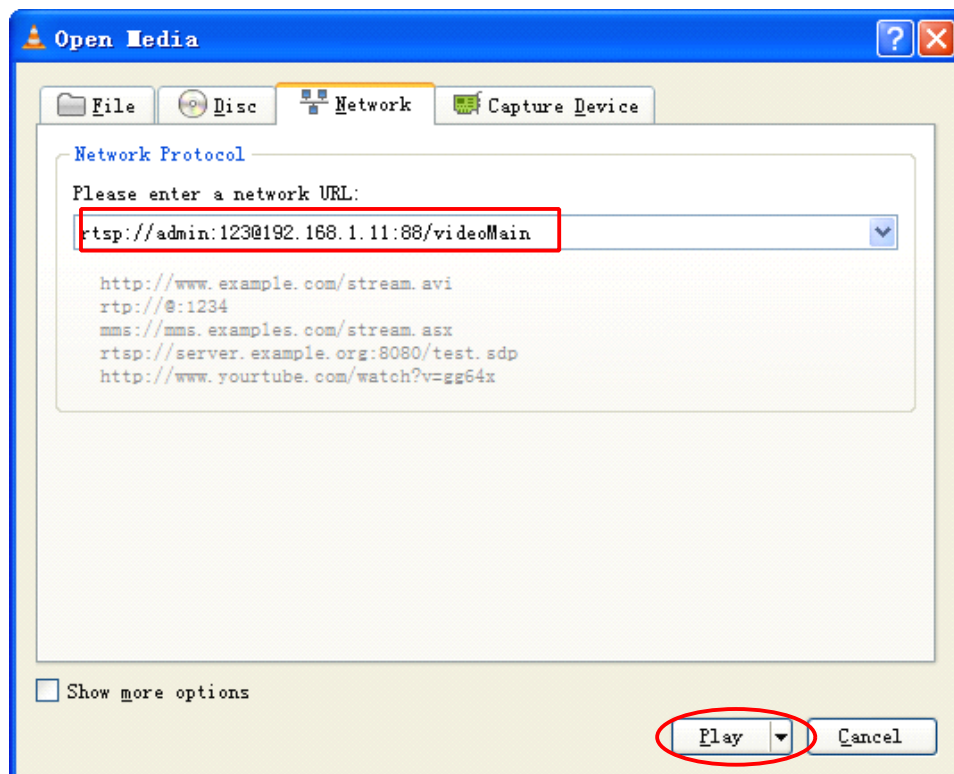 Open Media
File Disc Network Capture Device
Network Protocol
Please enter a network URL:
rtsp://admin:123@192.168.1.11:88/videoMain
http://www.example.com/stream.avi
rtp://@:1234
mms://mms.examples.com/stream.asx
rtsp://server.example.org:8080/test.sdp
http://www.yourtube.com/watch?v=gg64x
Show more options
Play Cancel